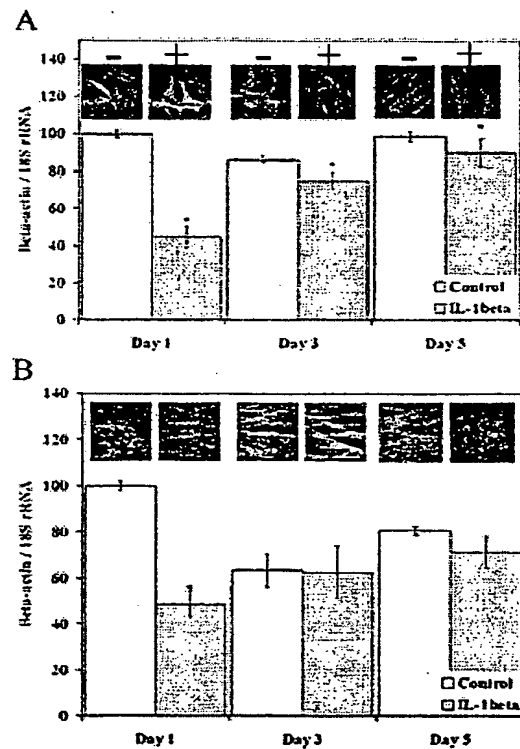 A
− + − + − +
140
120
100
80
60
40
20
0
Beta-actin / 18S rRNA
* * *
Control
IL-1beta
Day 1 Day 3 Day 5
B
140
120
100
80
60
40
20
0
Beta-actin / 18S rRNA
*
Control
IL-1beta
Day 1 Day 3 Day 5